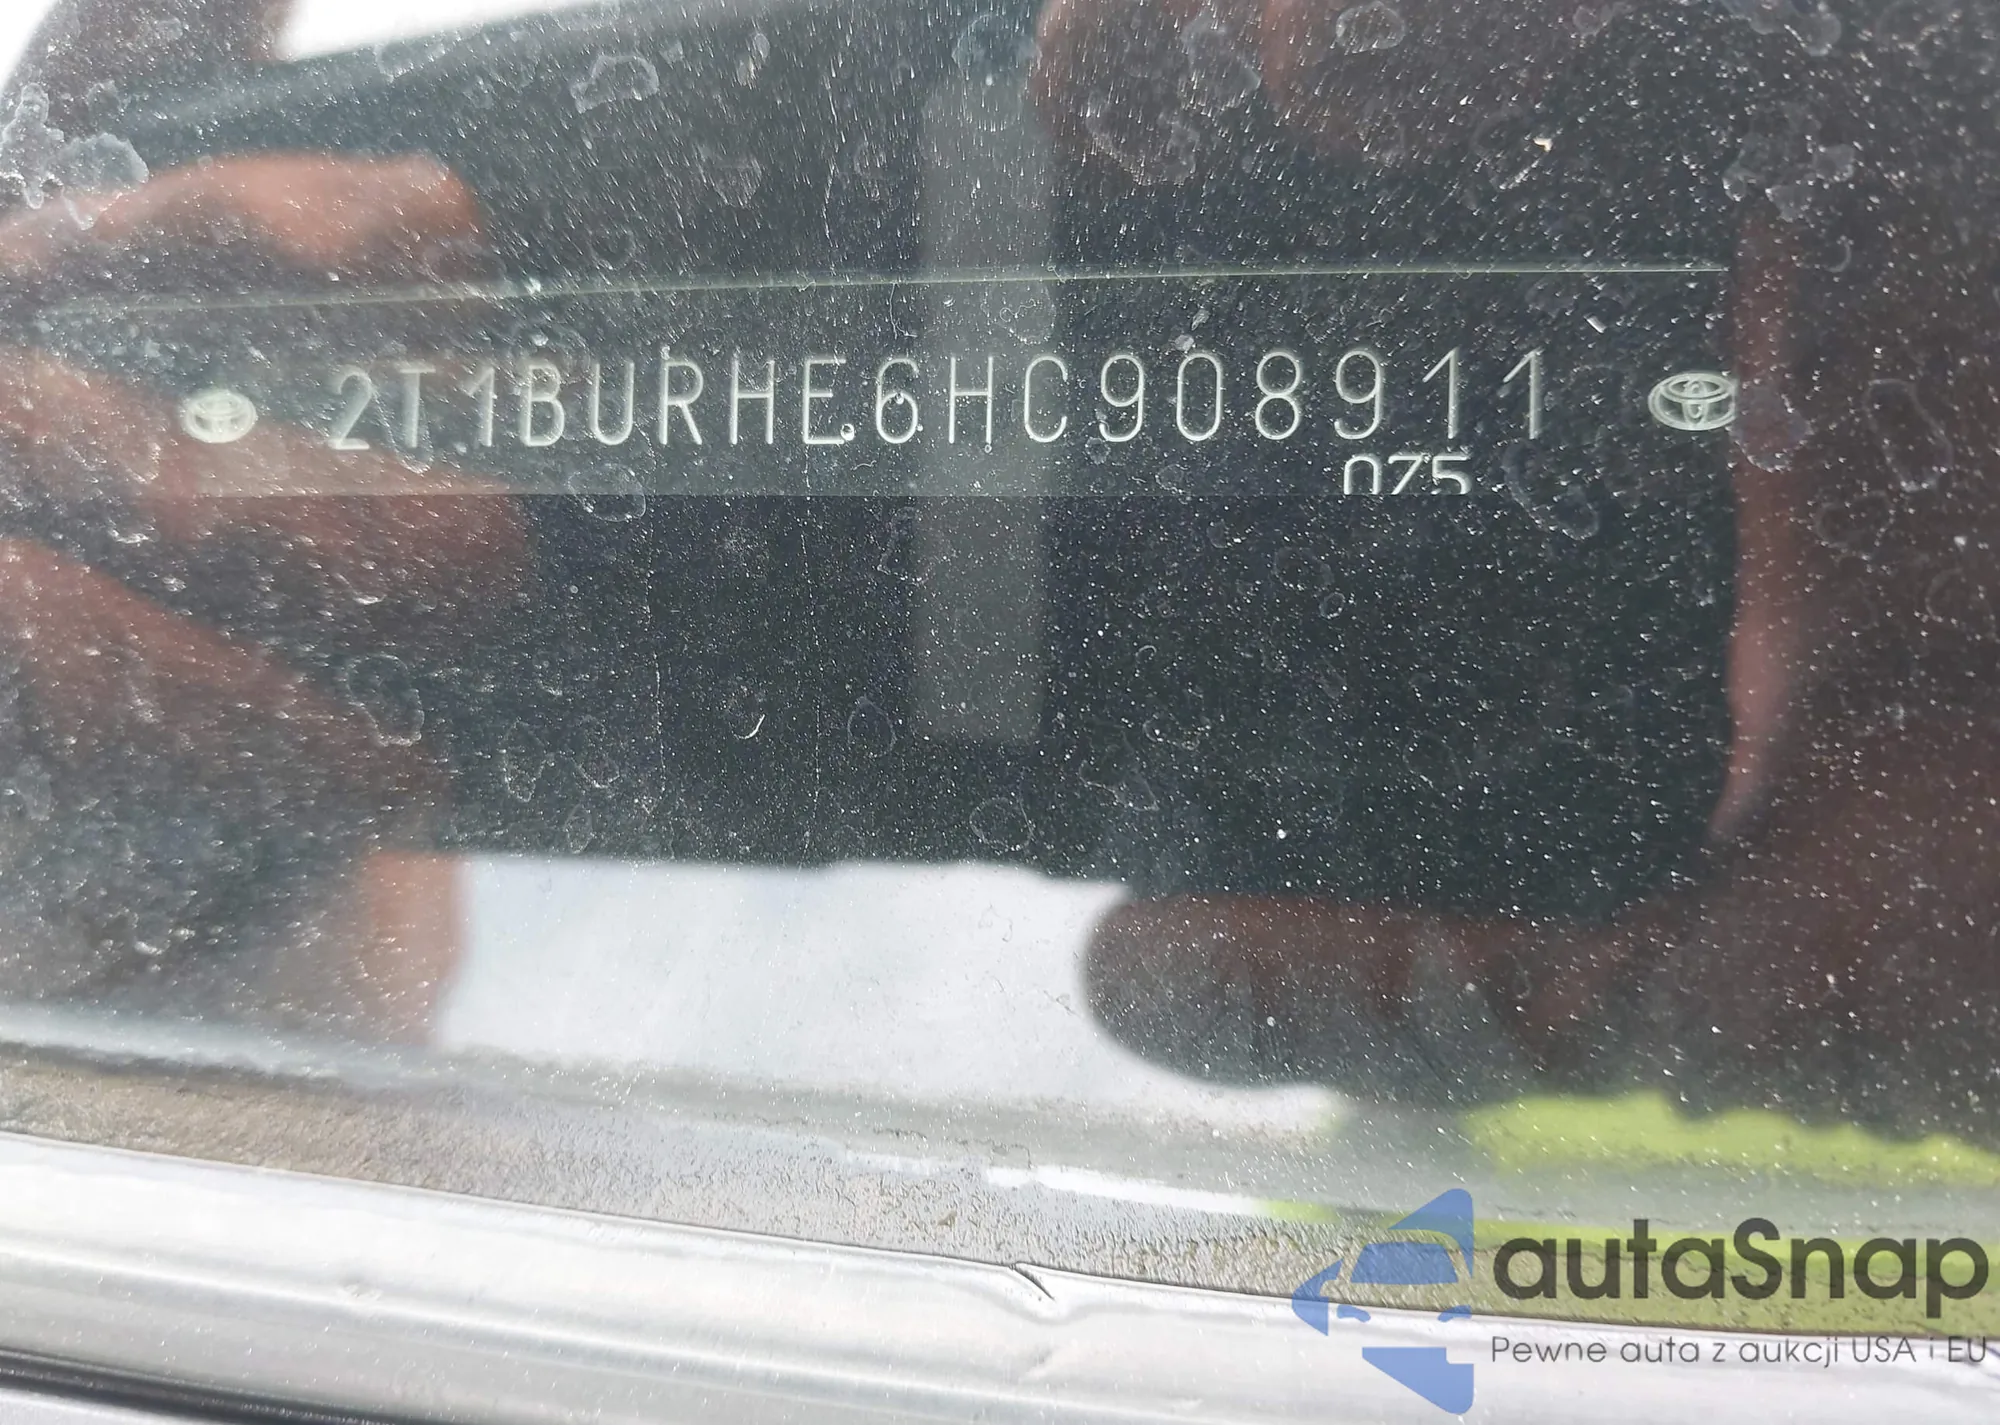 2T1BURHE6HC908911
075
autaSnap
Pewne auta z aukcji USA i EU